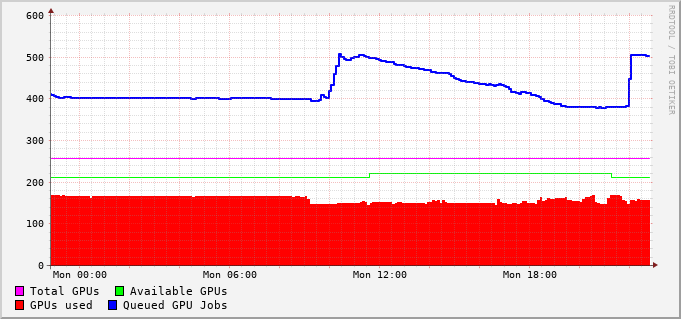 RRDTOOL / TOBI OETIKER
600
500
400
300
200
100
0
Mon 00:00 Mon 06:00 Mon 12:00 Mon 18:00
Total GPUs Available GPUs
GPUs used Queued GPU Jobs